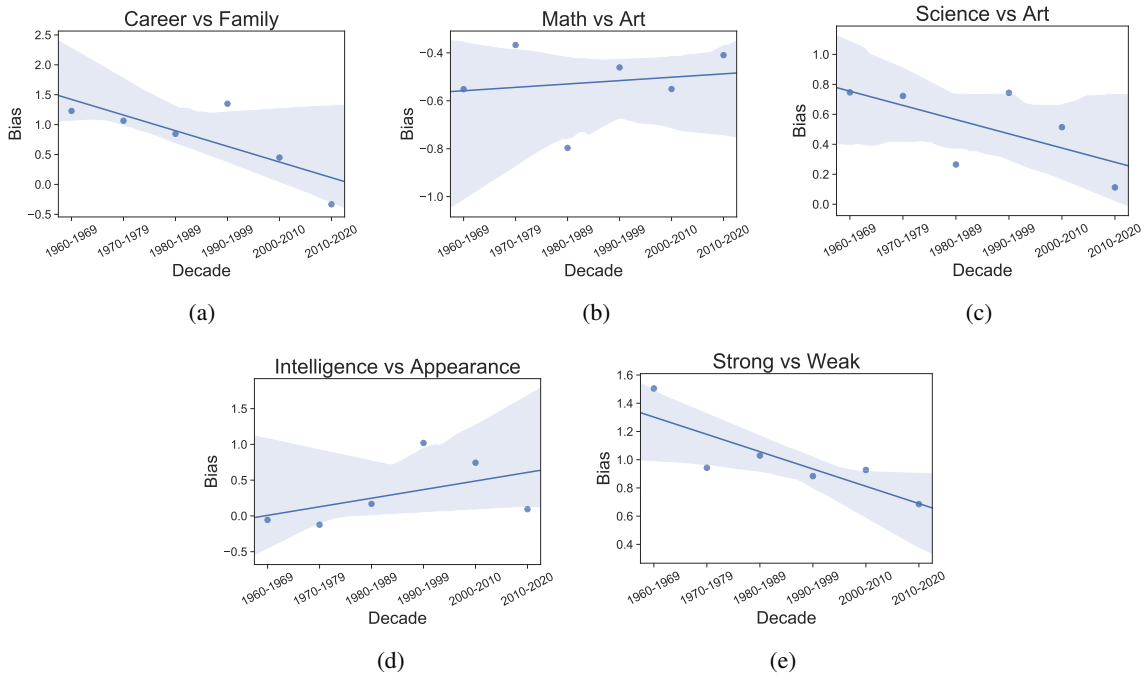 Career vs Family
2.5
2.0
1.5
1.0
0.5
0.0
−0.5
Bias
1960-1969
1970-1979
1980-1989
1990-1999
2000-2010
2010-2020
Decade
(a)
Math vs Art
−0.4
−0.6
−0.8
−1.0
Bias
1960-1969
1970-1979
1980-1989
1990-1999
2000-2010
2010-2020
Decade
(b)
Science vs Art
1.0
0.8
0.6
0.4
0.2
0.0
Bias
1960-1969
1970-1979
1980-1989
1990-1999
2000-2010
2010-2020
Decade
(c)
Intelligence vs Appearance
1.5
1.0
0.5
0.0
−0.5
Bias
1960-1969
1970-1979
1980-1989
1990-1999
2000-2010
2010-2020
Decade
(d)
Strong vs Weak
1.6
1.4
1.2
1.0
0.8
0.6
0.4
Bias
1960-1969
1970-1979
1980-1989
1990-1999
2000-2010
2010-2020
Decade
(e)